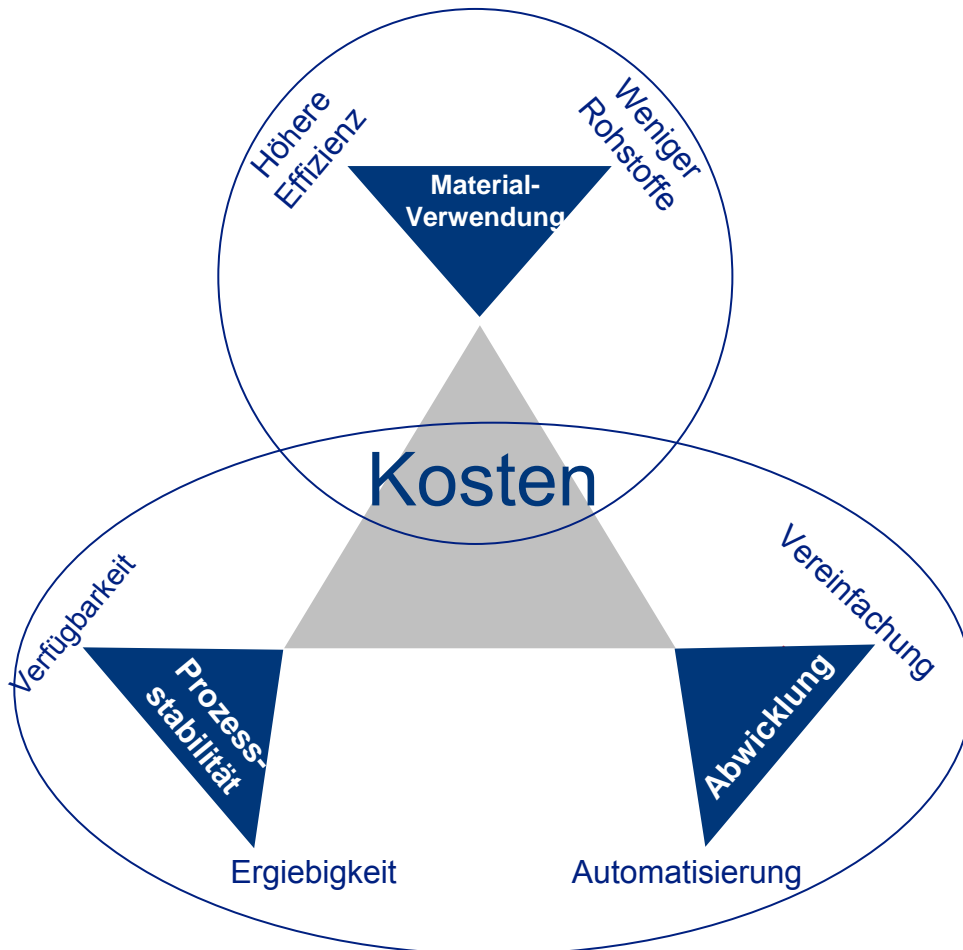 Höhere
Effizienz
Weniger
Rohstoffe
Material-
Verwendung
Kosten
Verfügbarkeit
Prozess-
stabilität
Ergiebigkeit
Vereinfachung
Abwicklung
Automatisierung